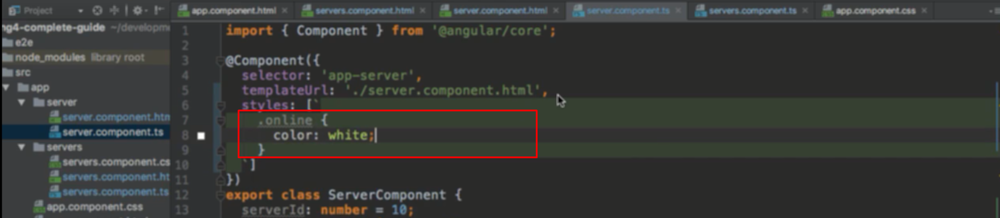 Project
app.component.html
servers.component.html
server.component.html
server.component.ts
servers.component.ts
app.component.css
ng4-complete-guide ~/developme
e2e
node_modules library root
src
app
server
server.component.htm
server.component.ts
servers
servers.component.cs
servers.component.ht
servers.component.ts
app.component.css
1 import { Component } from '@angular/core';
2
3 @Component({
4 selector: 'app-server',
5 templateUrl: './server.component.html',
6 styles: [`
7 .online {
8 color: white;
9 }
10 `]
11 })
12 export class ServerComponent {
13 serverId: number = 10;